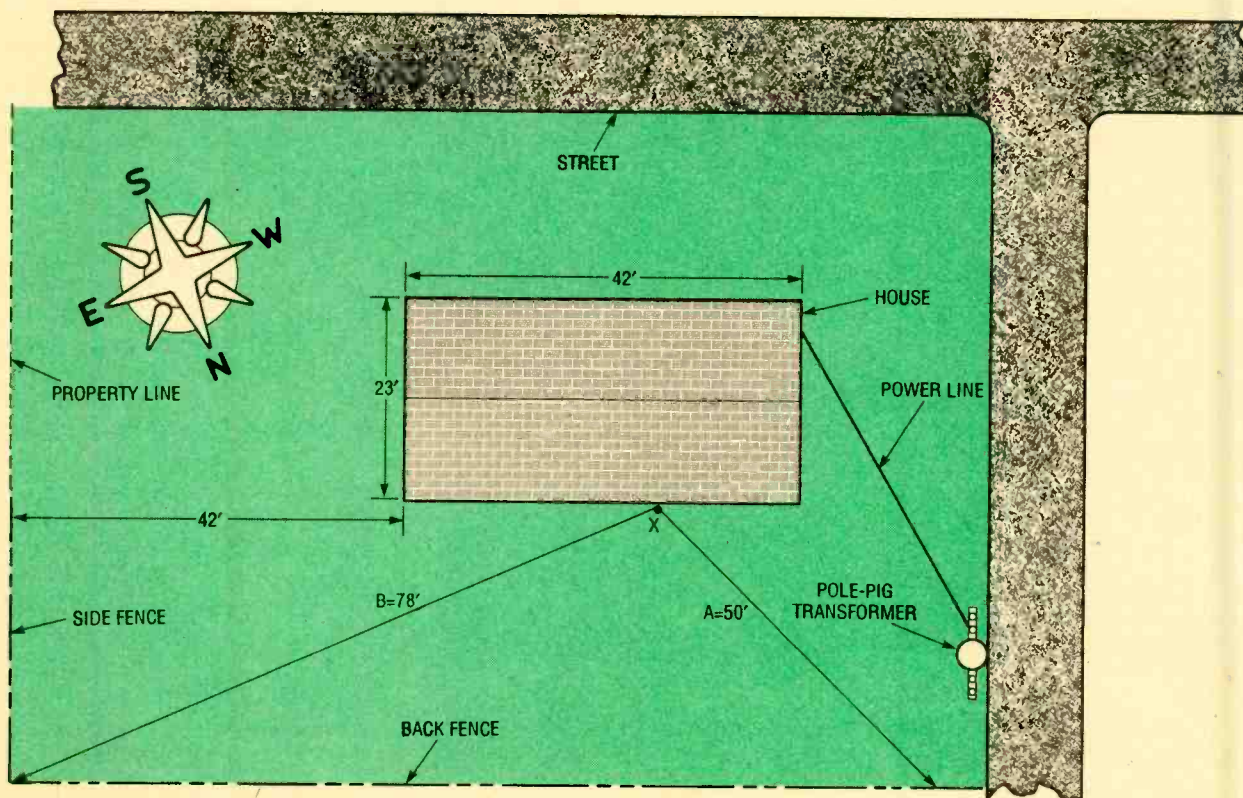 STREET
S
W
E
N
42'
HOUSE
23'
PROPERTY LINE
POWER LINE
42'
X
B=78'
A=50'
POLE-PIG
TRANSFORMER
SIDE FENCE
BACK FENCE